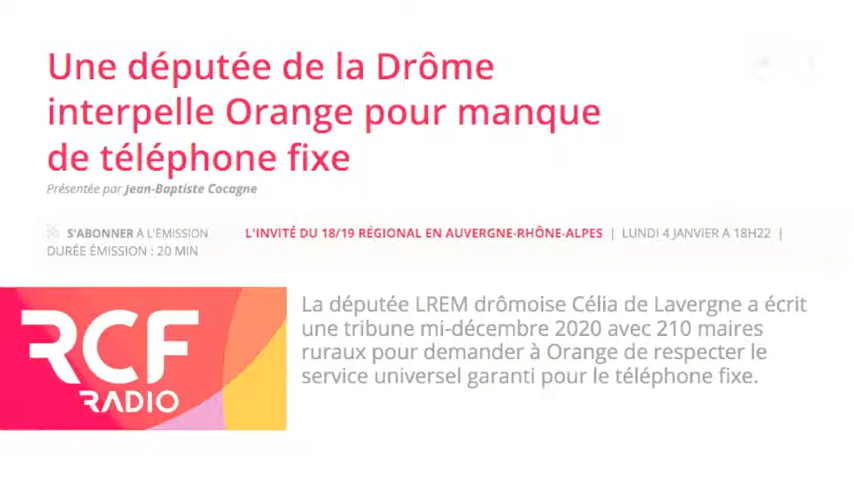 Une députée de la Drôme
interpelle Orange pour manque
de téléphone fixe
Présentée par Jean-Baptiste Cocagne
S'ABONNER À L'ÉMISSION
L'INVITÉ DU 18/19 RÉGIONAL EN AUVERGNE-RHÔNE-ALPES | LUNDI 4 JANVIER A 18H22 |
DURÉE ÉMISSION : 20 MIN
RCF
RADIO
La députée LREM drômoise Célia de Lavergne a écrit
une tribune mi-décembre 2020 avec 210 maires
ruraux pour demander à Orange de respecter le
service universel garanti pour le téléphone fixe.